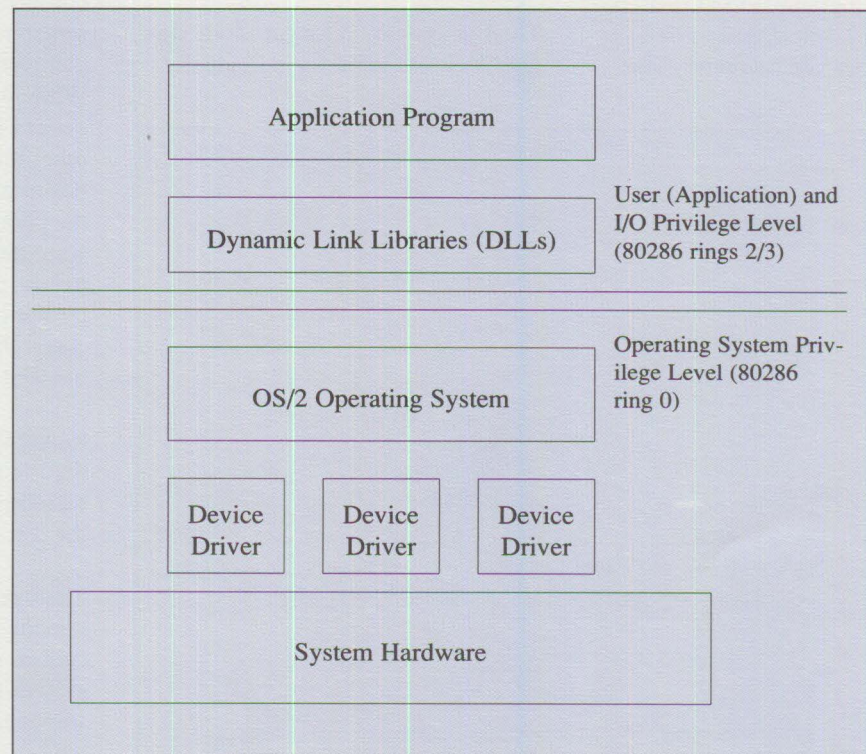 Application Program
User (Application) and
I/O Privilege Level
(80286 rings 2/3)
Dynamic Link Libraries (DLLs)
Operating System Priv-
ilege Level (80286
ring 0)
OS/2 Operating System
Device
Driver
Device
Driver
Device
Driver
System Hardware